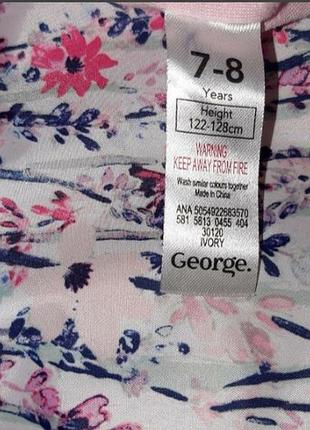 7-8
Years
Height
122-128cm
WARNING
KEEP AWAY FROM FIRE
Wash similar colours together
Made in China
ANA 5054922683570
581 5813 0455 404
30120
IVORY
George.